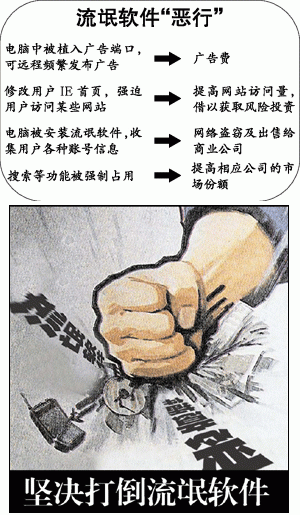 流氓软件“恶行”
电脑中被植入广告端口，
可远程频繁发布广告
广告费
修改用户 IE 首页，强迫
用户访问某些网站
提高网站访问量，
借以获取风险投资
电脑被安装流氓软件，收
集用户各种账号信息
网络盗窃及出售给
商业公司
搜索等功能被强制占用
提高相应公司的市
场份额
坚决打倒流氓软件